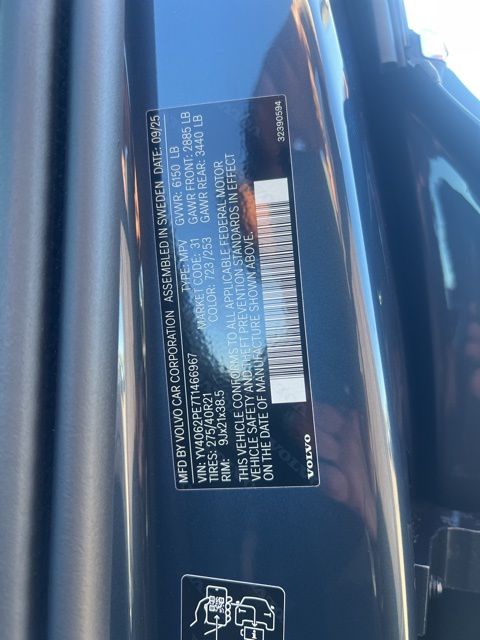 MFD BY VOLVO CAR CORPORATION ASSEMBLED IN SWEDEN DATE: 09/25
VIN: YV4062PET1466967 TYPE: MPV GVWR: 6150 LB
TIRES: 275/40R21 MARKET CODE: 31 GAWR FRONT: 2885 LB
RIM: 9Jx21x38.5 COLOR: 723/253 GAWR REAR: 3440 LB
THIS VEHICLE CONFORMS TO ALL APPLICABLE FEDERAL MOTOR
VEHICLE SAFETY AND THEFT PREVENTION STANDARDS IN EFFECT
ON THE DATE OF MANUFACTURE SHOWN ABOVE.
VOLVO
32390594